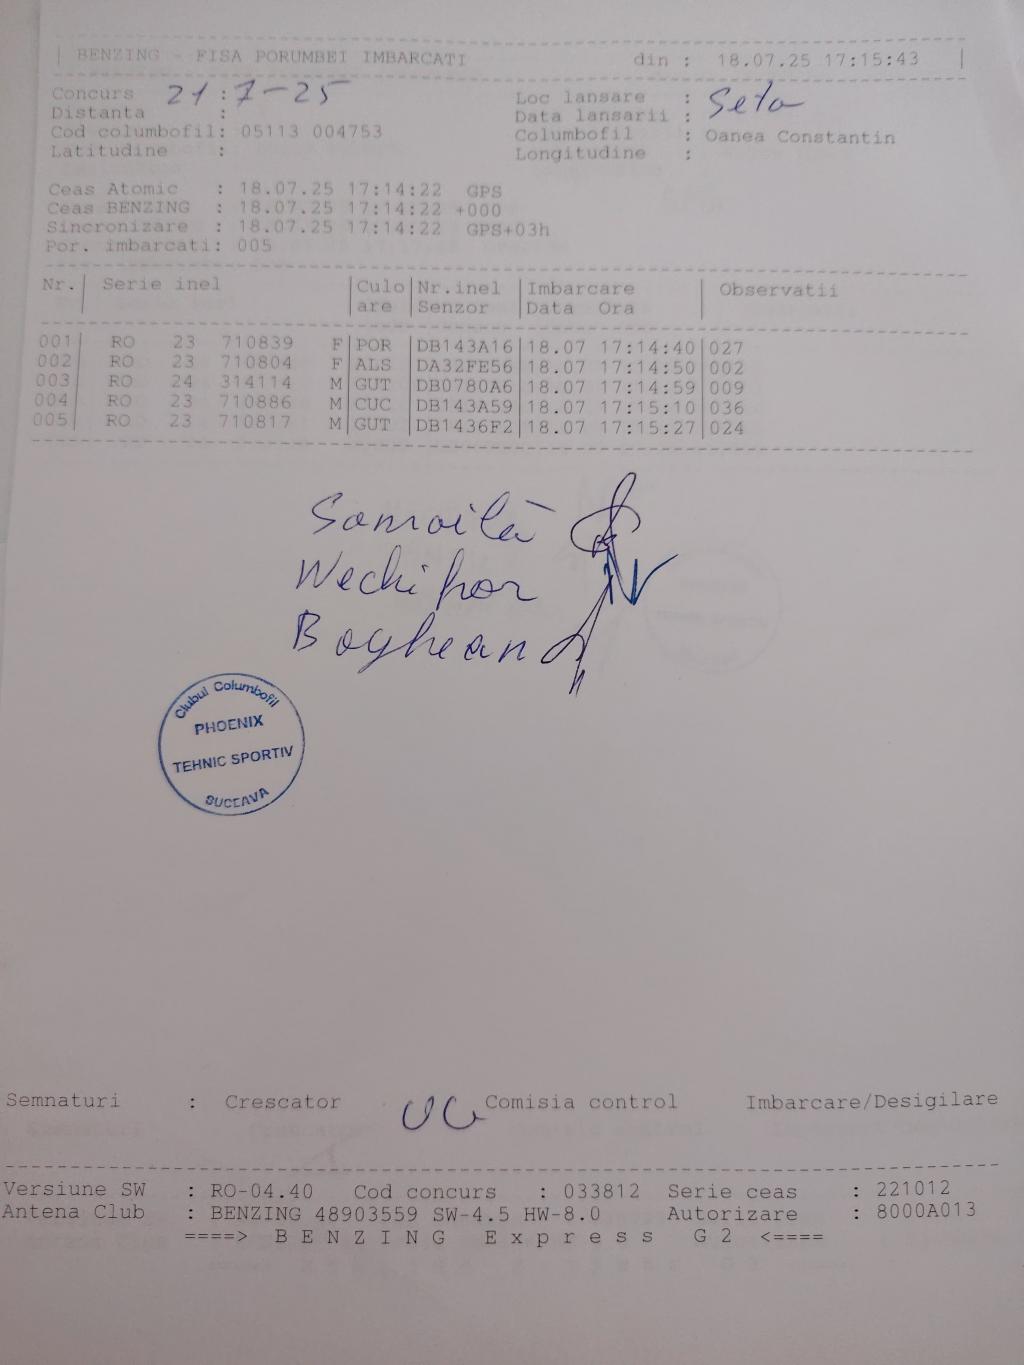 | BENZING - FISA PORUMBEI IMBARCATI din : 18.07.25 17:15:43 |
Concurs : 21 7-25 Loc lansare : Seta
Distanta : Data lansarii :
Cod columbofil: 05113 004753 Columbofil : Oanea Constantin
Latitudine : Longitudine :
Ceas Atomic : 18.07.25 17:14:22 GPS
Ceas BENZING : 18.07.25 17:14:22 +000
Sincronizare : 18.07.25 17:14:22 GPS+03h
Por. imbarcati: 005
Nr. | Serie inel | Culo | Nr.inel | Imbarcare | Observatii
are | Senzor | Data Ora
001 | RO 23 710839 F | POR | DB143A16 | 18.07 17:14:40 | 027
002 | RO 23 710804 F | ALS | DA32FE56 | 18.07 17:14:50 | 002
003 | RO 24 314114 M | GUT | DB0780A6 | 18.07 17:14:59 | 009
004 | RO 23 710886 M | CUC | DB143A59 | 18.07 17:15:10 | 036
005 | RO 23 710817 M | GUT | DB1436F2 | 18.07 17:15:27 | 024
Samoilă
Nechifor
Boghean
Clubul Columbofil
PHOENIX
TEHNIC SPORTIV
SUCEAVA
Semnaturi : Crescator Comisia control Imbarcare/Desigilare
Versiune SW : RO-04.40 Cod concurs : 033812 Serie ceas : 221012
Antena Club : BENZING 48903559 SW-4.5 HW-8.0 Autorizare : 8000A013
====> B E N Z I N G E x p r e s s G 2 <====